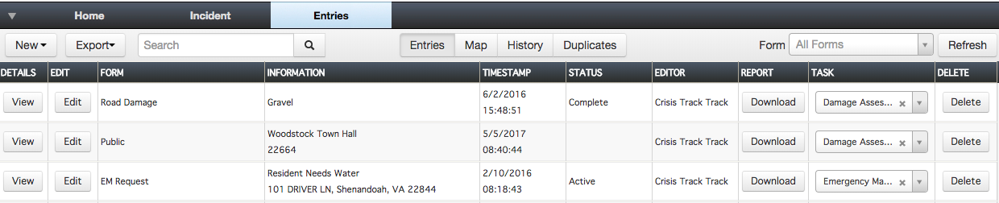 ▼ Home Incident Entries
New Export Search Entries Map History Duplicates Form All Forms Refresh
DETAILS EDIT FORM INFORMATION TIMESTAMP STATUS EDITOR REPORT TASK DELETE
View Edit Road Damage Gravel 6/2/2016 Complete Crisis Track Track Download Damage Asses... × Delete
15:48:51
View Edit Public Woodstock Town Hall 5/5/2017 Crisis Track Track Download Damage Asses... × Delete
22664 08:40:44
View Edit EM Request Resident Needs Water 2/10/2016 Active Crisis Track Track Download Emergency Ma... × Delete
101 DRIVER LN, Shenandoah, VA 22844 08:18:43